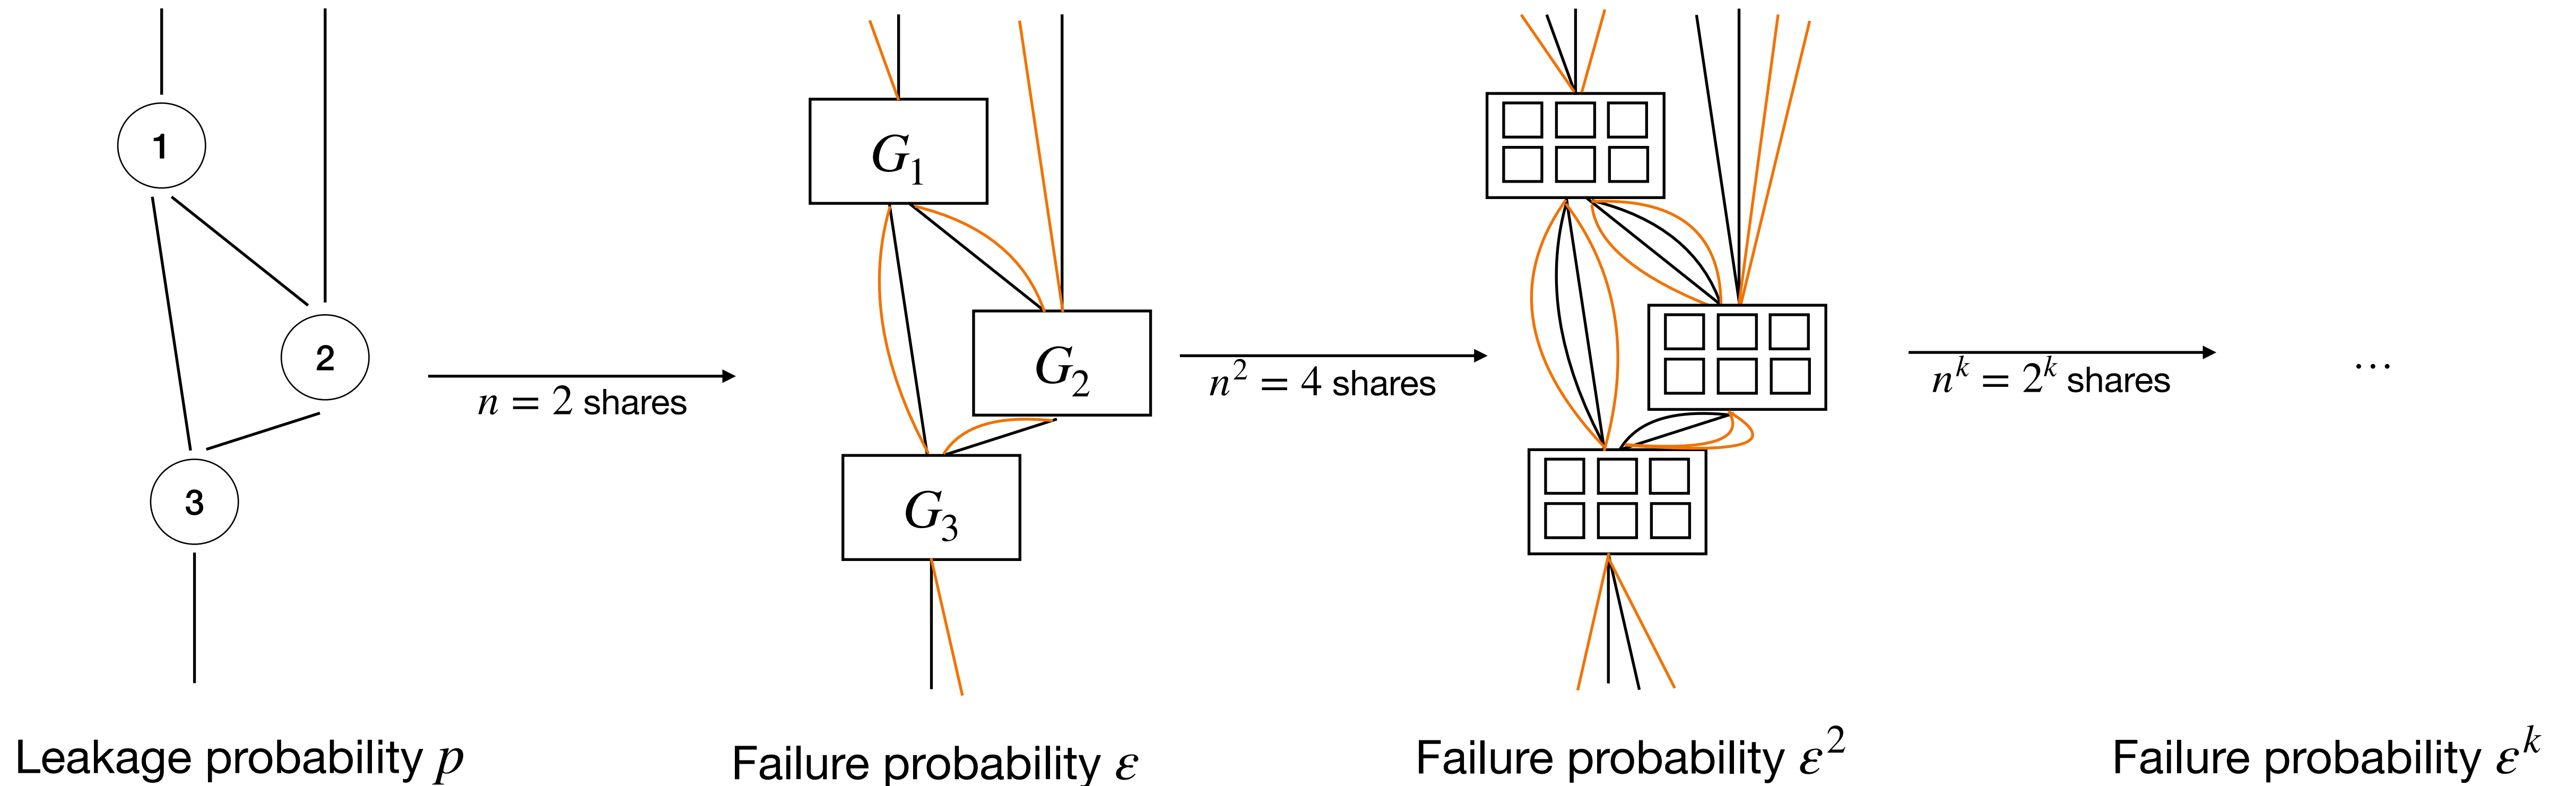 1
2
3
n = 2 shares
G₁
G₂
G₃
n² = 4 shares
nᵏ = 2ᵏ shares
...
Leakage probability p
Failure probability ε
Failure probability ε²
Failure probability εᵏ